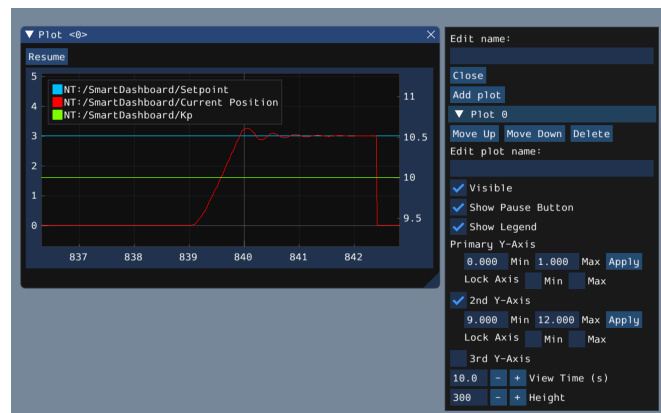 ▼ Plot <0>
Resume
5
4
3
2
1
0
NT:/SmartDashboard/Setpoint
NT:/SmartDashboard/Current Position
NT:/SmartDashboard/Kp
11
10.5
10
9.5
837 838 839 840 841 842
Edit name:
Close
Add plot
▼ Plot 0
Move Up Move Down Delete
Edit plot name:
Visible
Show Pause Button
Show Legend
Primary Y-Axis
0.000 Min 1.000 Max Apply
Lock Axis Min Max
2nd Y-Axis
9.000 Min 12.000 Max Apply
Lock Axis Min Max
3rd Y-Axis
10.0 - + View Time (s)
300 - + Height